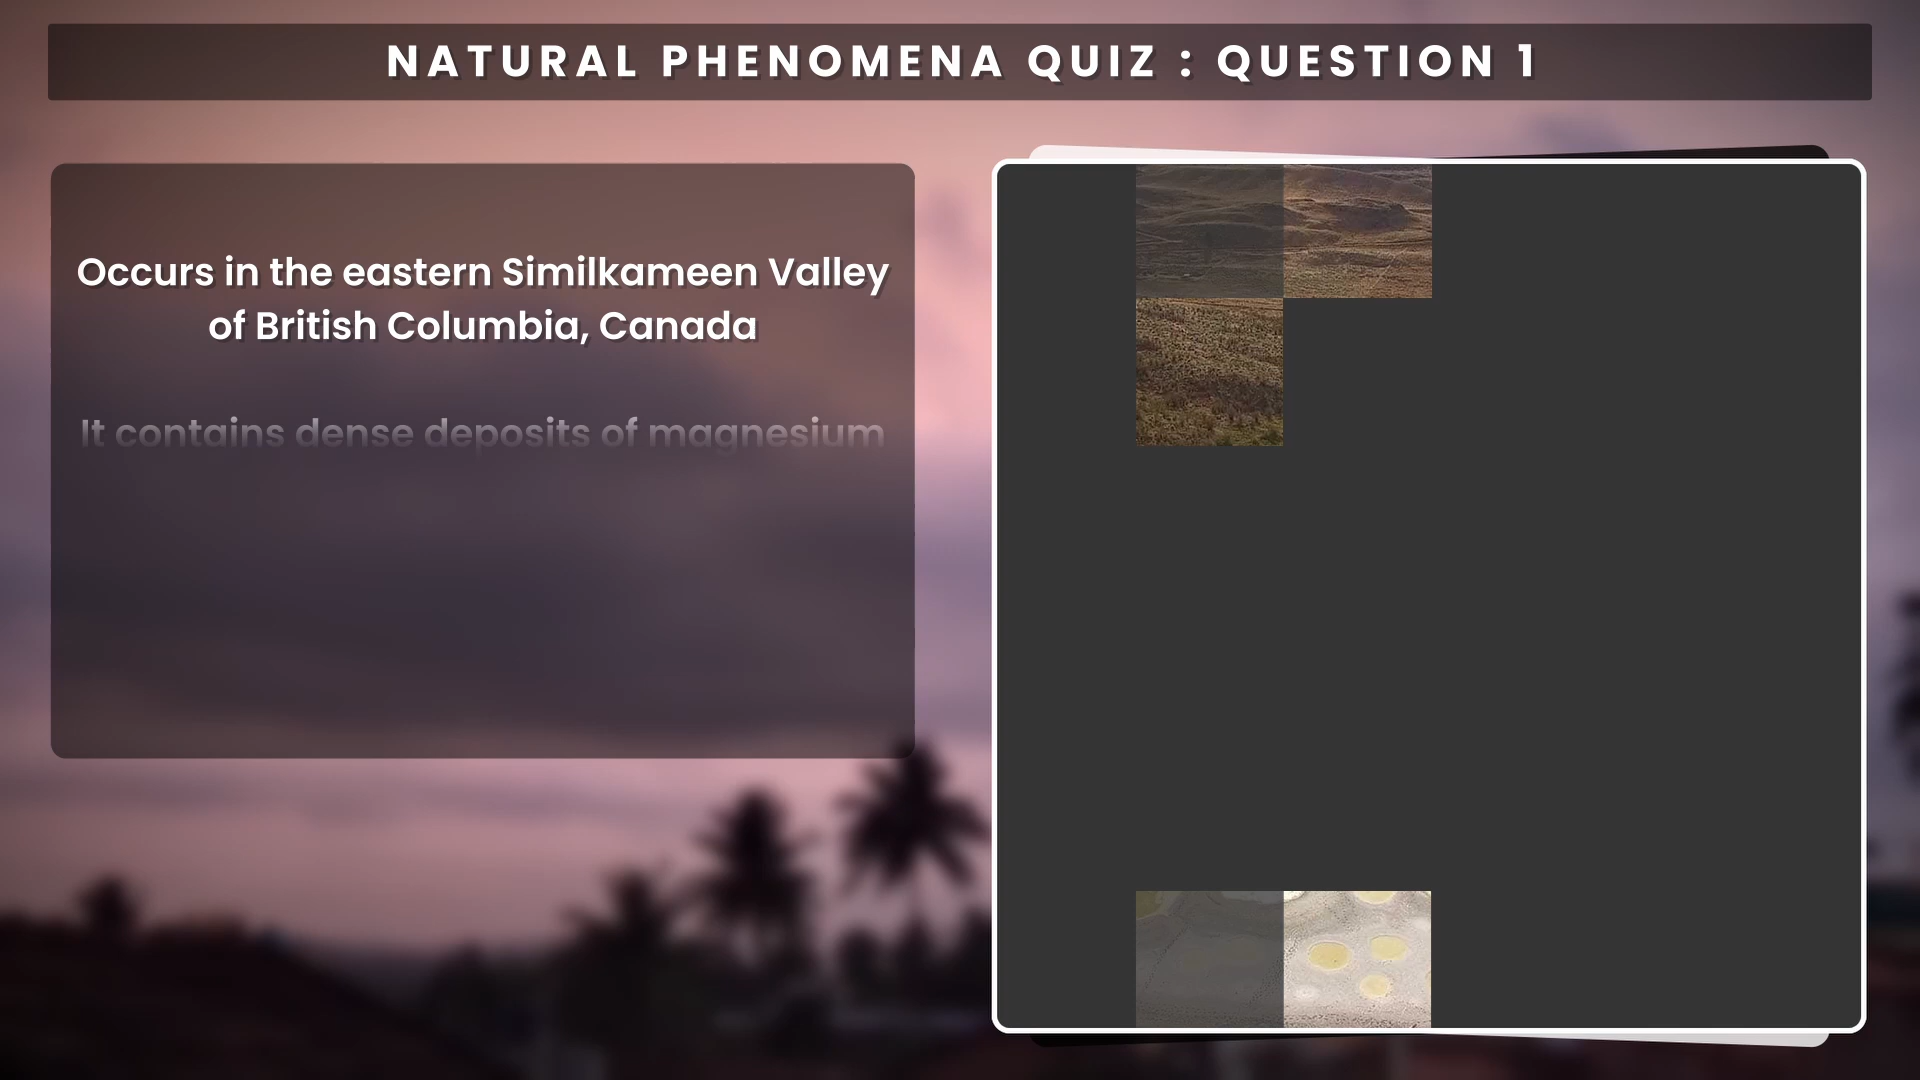 NATURAL PHENOMENA QUIZ : QUESTION 1
Occurs in the eastern Similkameen Valley
of British Columbia, Canada
It contains dense deposits of magnesium